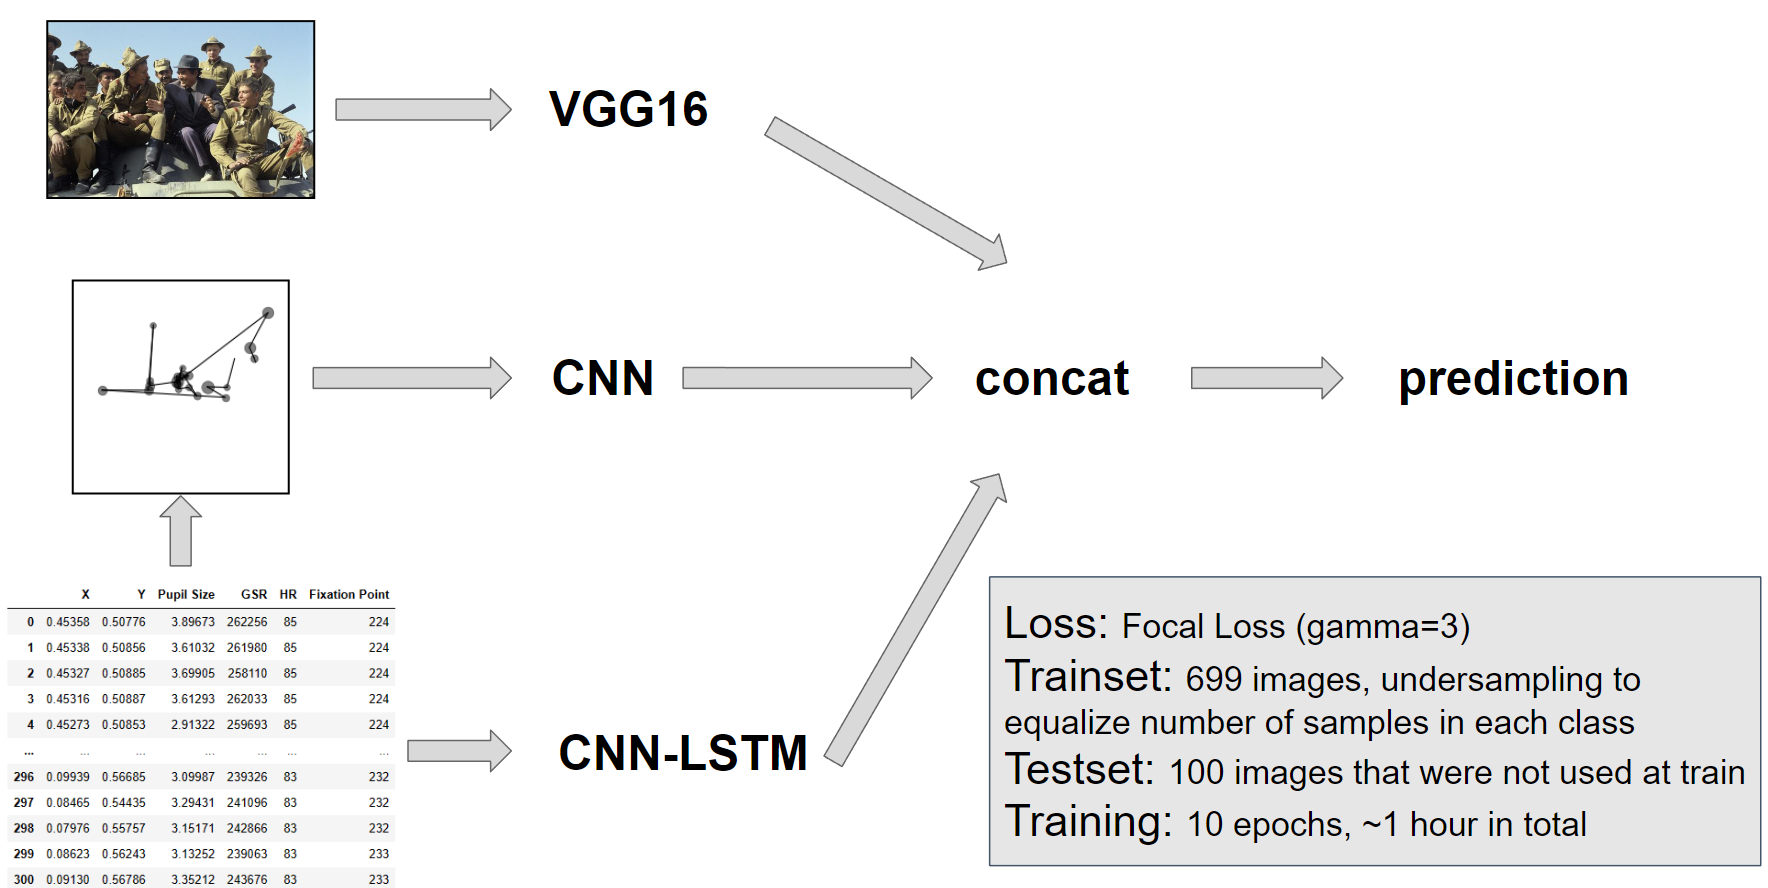 VGG16
CNN
concat
prediction
X Y Pupil Size GSR HR Fixation Point
0 0.45358 0.50776 3.89673 262256 85 224
1 0.45338 0.50856 3.61032 261980 85 224
2 0.45327 0.50885 3.69905 258110 85 224
3 0.45316 0.50887 3.61293 262033 85 224
4 0.45273 0.50853 2.91322 259693 85 224
... ... ... ... ... ... ...
296 0.09939 0.56685 3.09987 239326 83 232
297 0.08465 0.54435 3.29431 241096 83 232
298 0.07976 0.55757 3.15171 242866 83 232
299 0.08623 0.56243 3.13252 239063 83 233
300 0.09130 0.56786 3.35212 243676 83 233
CNN-LSTM
Loss: Focal Loss (gamma=3)
Trainset: 699 images, undersampling to
equalize number of samples in each class
Testset: 100 images that were not used at train
Training: 10 epochs, ~1 hour in total